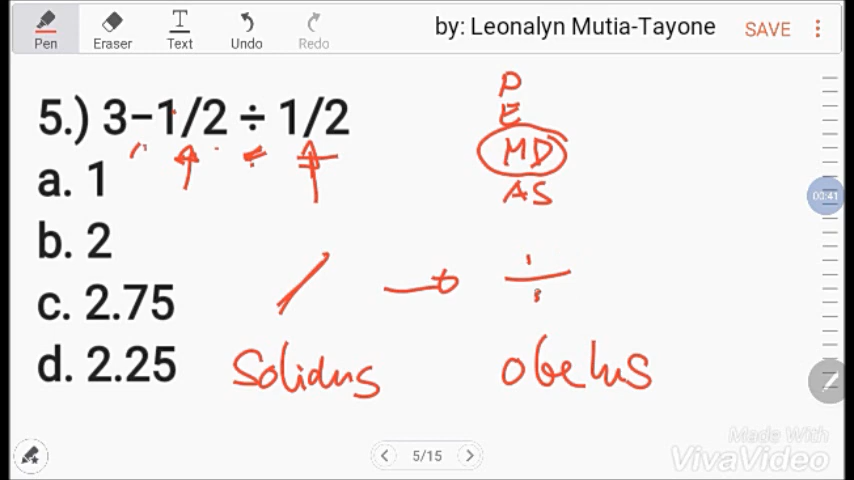 Pen
Eraser
Text
Undo
Redo
by: Leonalyn Mutia-Tayone
SAVE
5.) 3-1/2 ÷ 1/2
a. 1
b. 2
c. 2.75
d. 2.25
P
E
MD
AS
00:41
/ → ÷
Solidus
obelus
5/15
Made With
VivaVideo